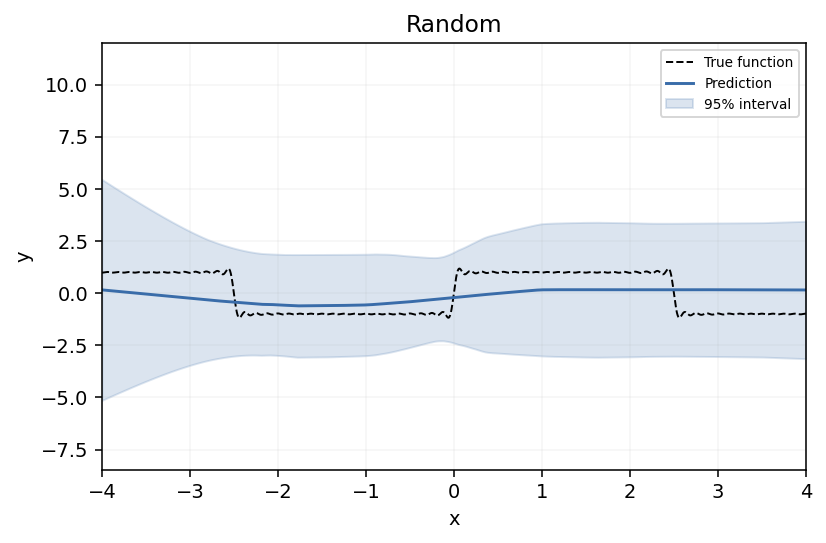 Random
True function
Prediction
95% interval
10.0
7.5
5.0
2.5
0.0
−2.5
−5.0
−7.5
y
−4 −3 −2 −1 0 1 2 3 4
x